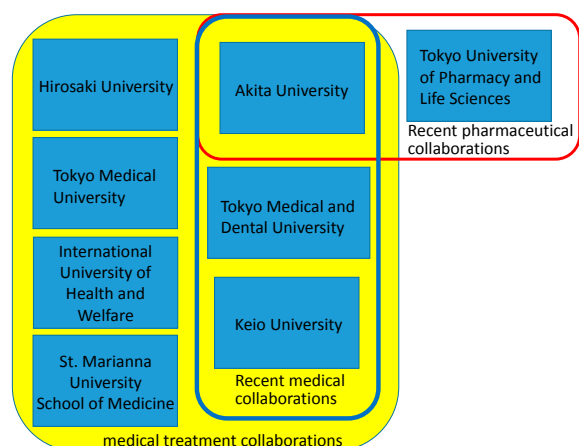 Hirosaki University
Akita University
Tokyo University
of Pharmacy and
Life Sciences
Recent pharmaceutical
collaborations
Tokyo Medical
University
Tokyo Medical and
Dental University
International
University of
Health and
Welfare
Keio University
St. Marianna
University
School of Medicine
Recent medical
collaborations
medical treatment collaborations